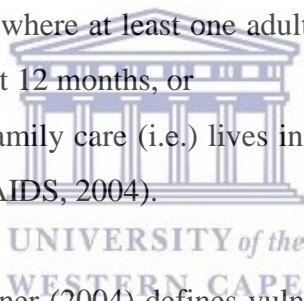 where at least one adult
t 12 months, or
amily care (i.e.) lives in
AIDS, 2004).
UNIVERSITY of the
WESTERN CAPE
ner (2004) defines vuln